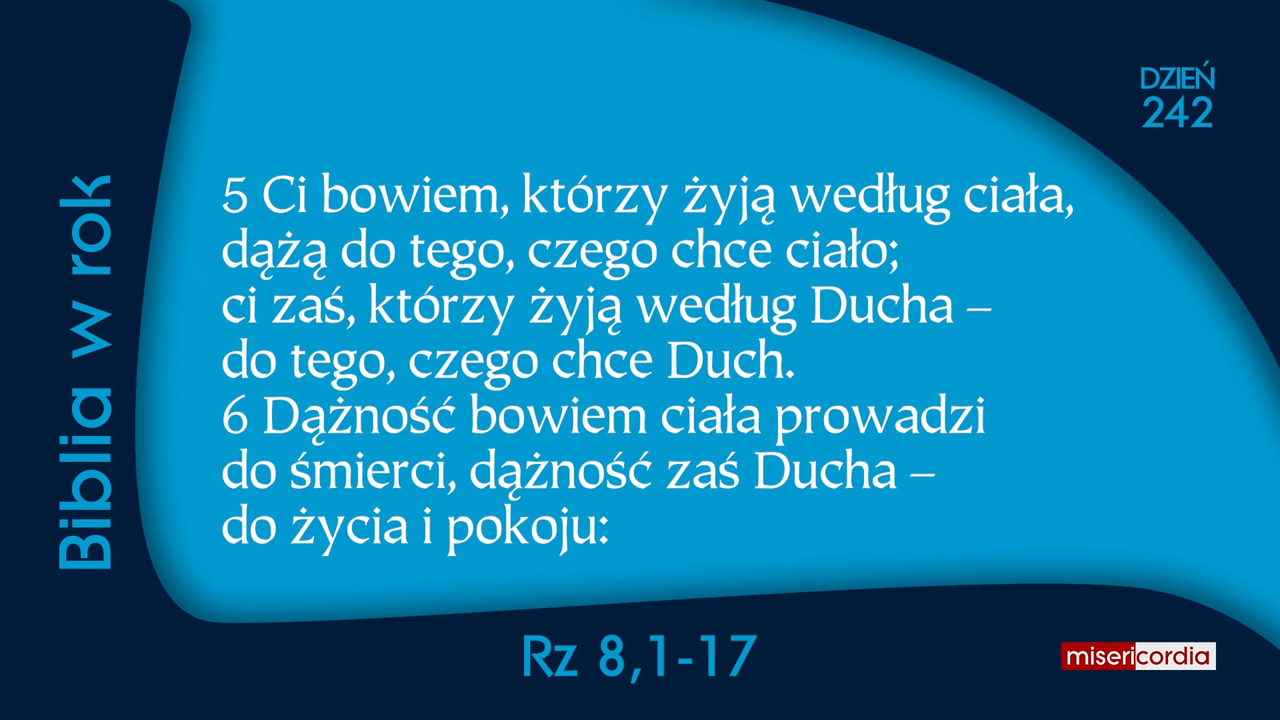 DZIEŃ
242
Biblia w rok
5 Ci bowiem, którzy żyją według ciała,
dążą do tego, czego chce ciało;
ci zaś, którzy żyją według Ducha –
do tego, czego chce Duch.
6 Dążność bowiem ciała prowadzi
do śmierci, dążność zaś Ducha –
do życia i pokoju:
Rz 8,1-17
misericordia